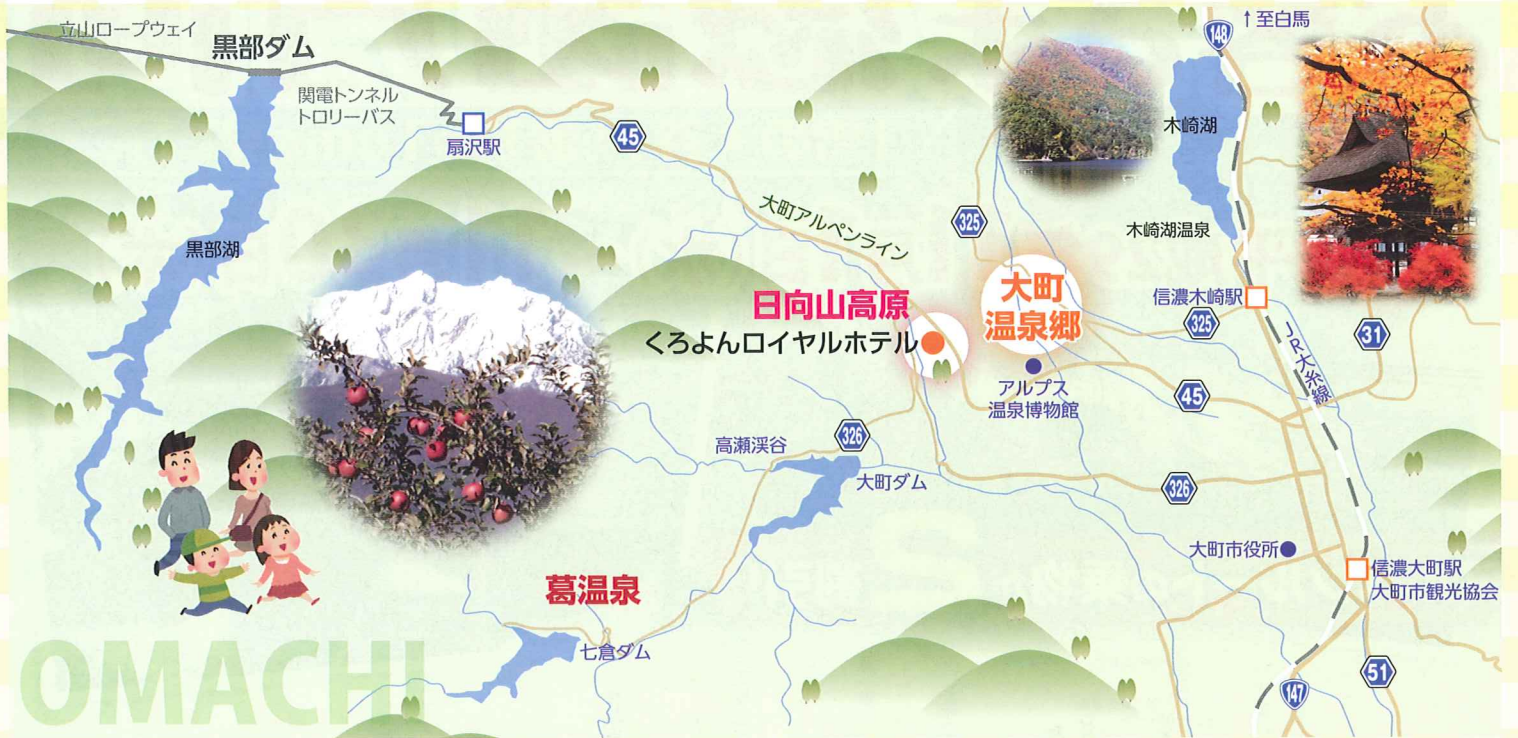 立山ロープウェイ
黒部ダム
関電トンネル
トロリーバス
扇沢駅
45
148
↑至白馬
木崎湖
木崎湖温泉
325
大町アルペンライン
黒部湖
日向山高原
くろよんロイヤルホテル
大町
温泉郷
信濃木崎駅
325
31
JR大糸線
アルプス
温泉博物館
45
高瀬渓谷
326
大町ダム
326
大町市役所
信濃大町駅
大町市観光協会
葛温泉
七倉ダム
51
147
OMACHI